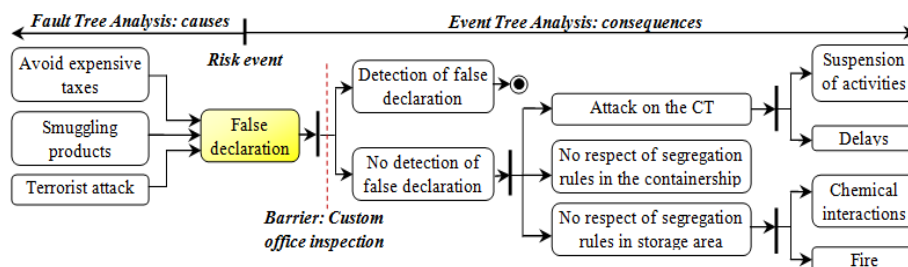 Fault Tree Analysis: causes
Event Tree Analysis: consequences
Risk event
Avoid expensive
taxes
Smuggling
products
Terrorist attack
False
declaration
Barrier: Custom
office inspection
Detection of false
declaration
No detection of
false declaration
Attack on the CT
No respect of segregation
rules in the containership
No respect of segregation
rules in storage area
Suspension
of activities
Delays
Chemical
interactions
Fire